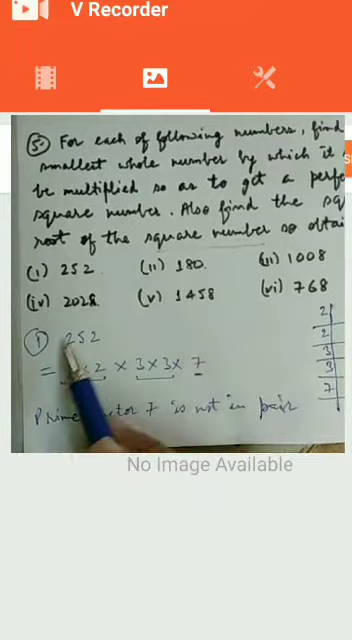 V Recorder
(5) For each of following numbers, find
smallest whole number by which it
be multiplied so as to get a perfe
square number. Also find the sq
root of the square number so obtai
(i) 252 (ii) 180 (iii) 1008
(iv) 2028 (v) 1458 (vi) 768
(i) 252
= 2 × 3×3× 7
Prime 7 is not in pair
2
2
3
3
7
No Image Available